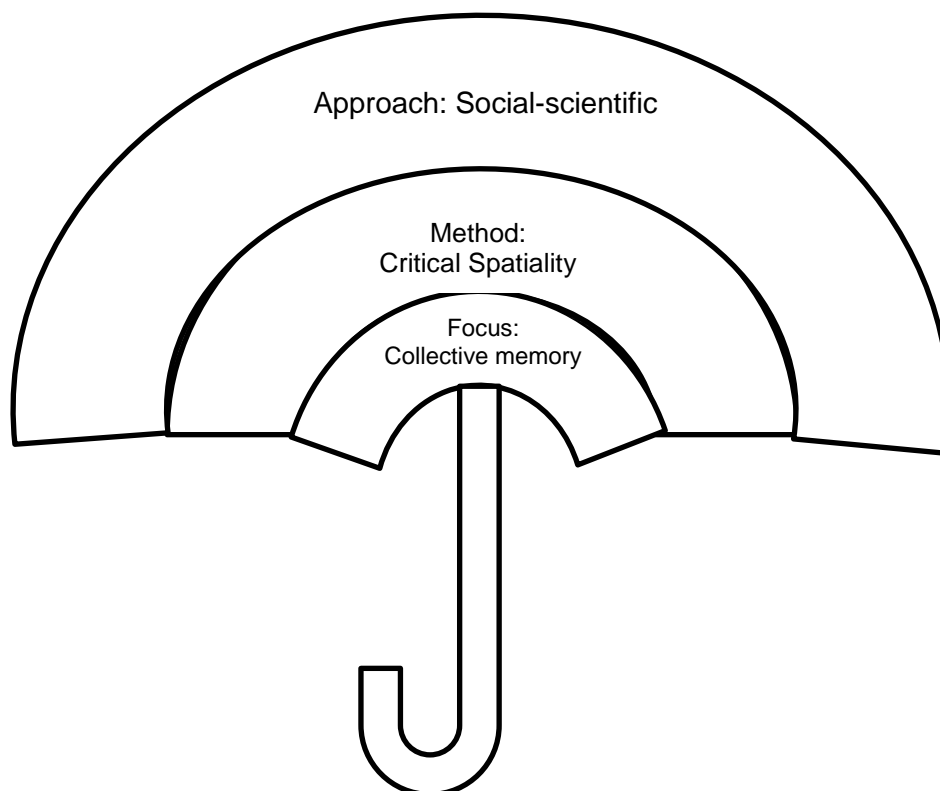 Approach: Social-scientific
Method:
Critical Spatiality
Focus:
Collective memory